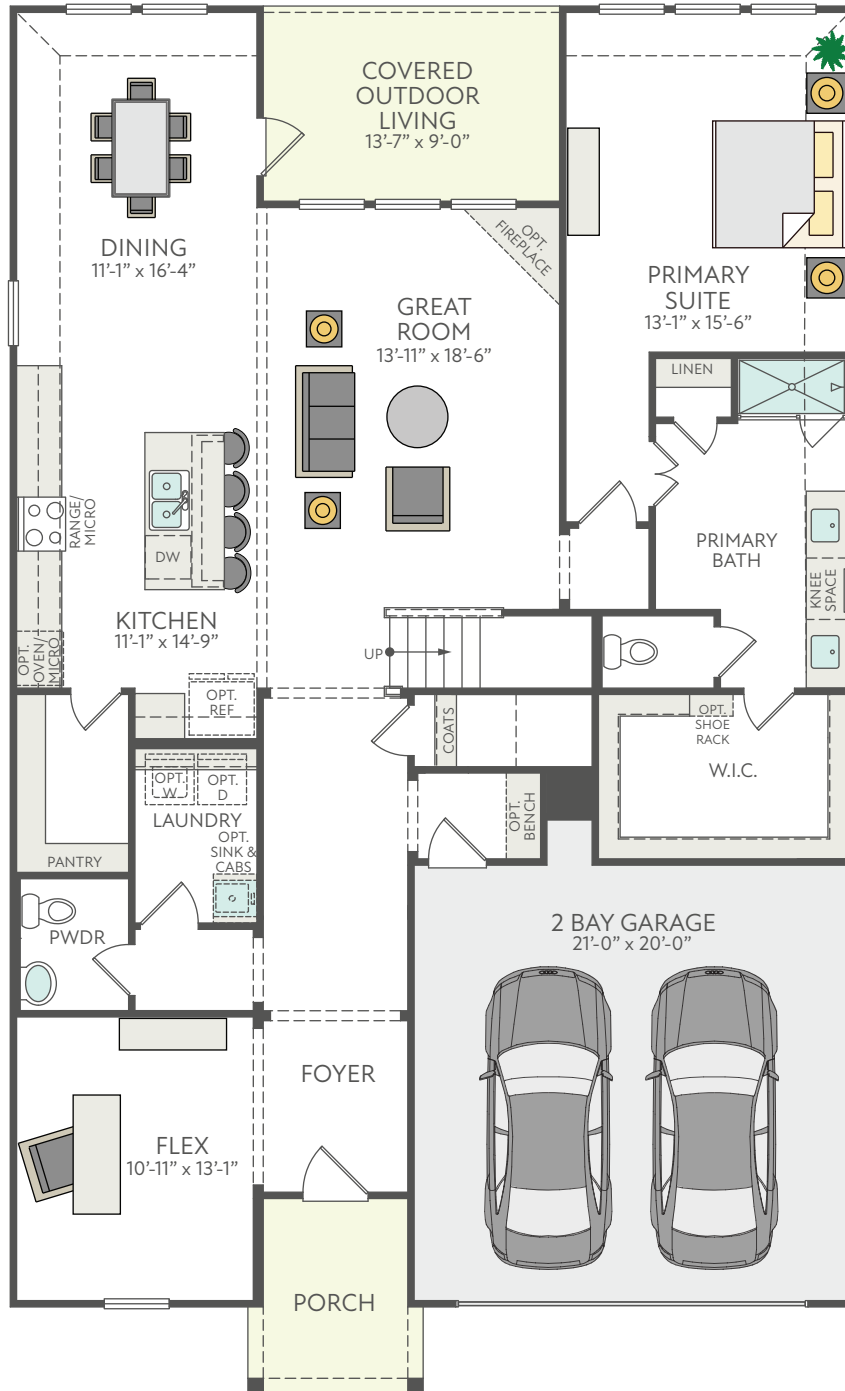 COVERED
OUTDOOR
LIVING
13'-7” x 9'-0”
DINING
11'-1” x 16'-4”
OPT.
FIREPLACE
GREAT
ROOM
13'-11” x 18'-6”
PRIMARY
SUITE
13'-1” x 15'-6”
LINEN
RANGE/
MICRO
DW
PRIMARY
BATH
KNEE
SPACE
KITCHEN
11'-1” x 14'-9”
OPT.
OVEN/
MICRO
UP
OPT.
REF
COATS
OPT.
SHOE
RACK
W.I.C.
OPT.
W
OPT.
D
LAUNDRY
OPT.
SINK &
CABS
OPT.
BENCH
PANTRY
PWDR
2 BAY GARAGE
21'-0” x 20'-0”
FOYER
FLEX
10'-11” x 13'-1”
PORCH